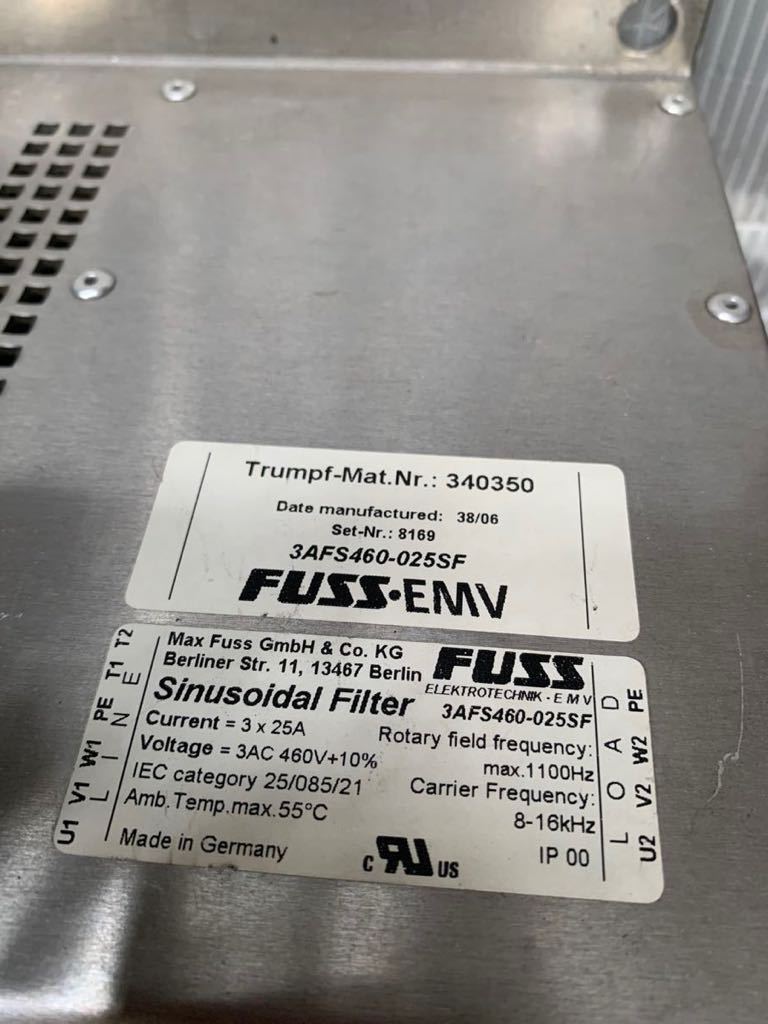 Trumpf-Mat.Nr.: 340350
Date manufactured: 38/06
Set-Nr.: 8169
3AFS460-025SF
FUSS·EMV
Max Fuss GmbH & Co. KG
Berliner Str. 11, 13467 Berlin
FUSS
ELEKTROTECHNIK - E M V
Sinusoidal Filter
3AFS460-025SF
Current = 3 x 25A
Voltage = 3AC 460V+10%
IEC category 25/085/21
Amb.Temp.max.55°C
Made in Germany
Rotary field frequency:
max.1100Hz
Carrier Frequency:
8-16kHz
IP 00
c RU US
U1 V1 W1 PE T1 T2
L I N E
L O A D
U2 V2 W2 PE